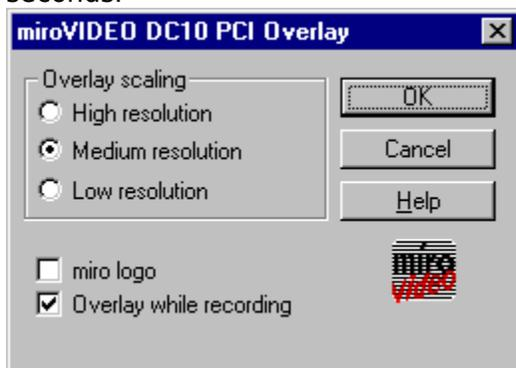 seconds.
miroVIDEO DC10 PCI Overlay
Overlay scaling
High resolution
Medium resolution
Low resolution
OK
Cancel
Help
miro logo
Overlay while recording
miro
video